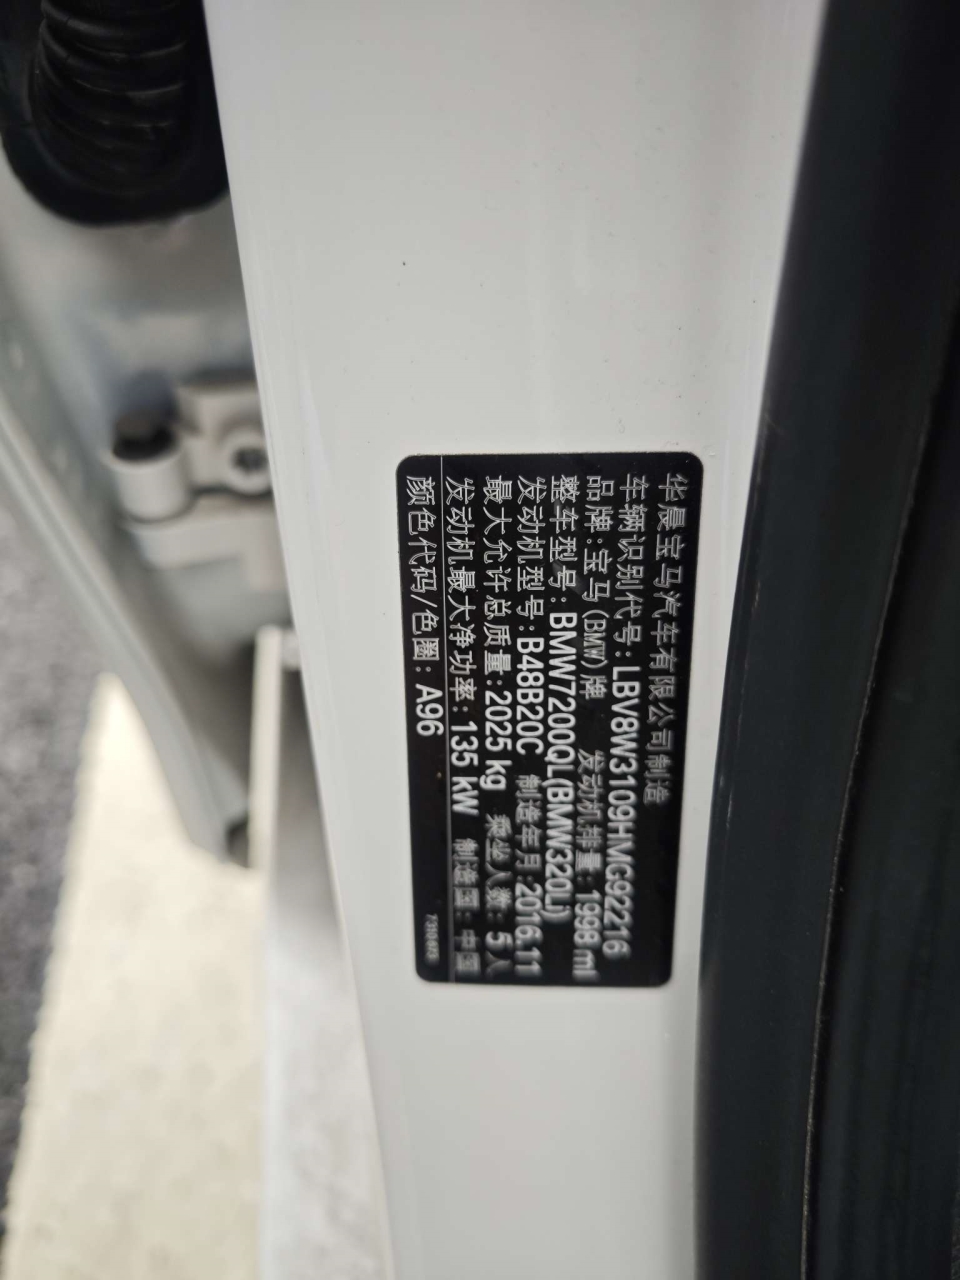 华晨宝马汽车有限公司制造
车辆识别代号:LBV8W3109HMG92216
品牌:宝马(BMW)牌 发动机排量:1998 ml
整车型号:BMW7200QL(BMW320Li)
发动机型号:B48B20C 制造年月:2016.11
最大允许总质量:2025 kg 乘坐人数:5人
发动机最大净功率:135 kW 制造国:中国
颜色代码/色圈:A96